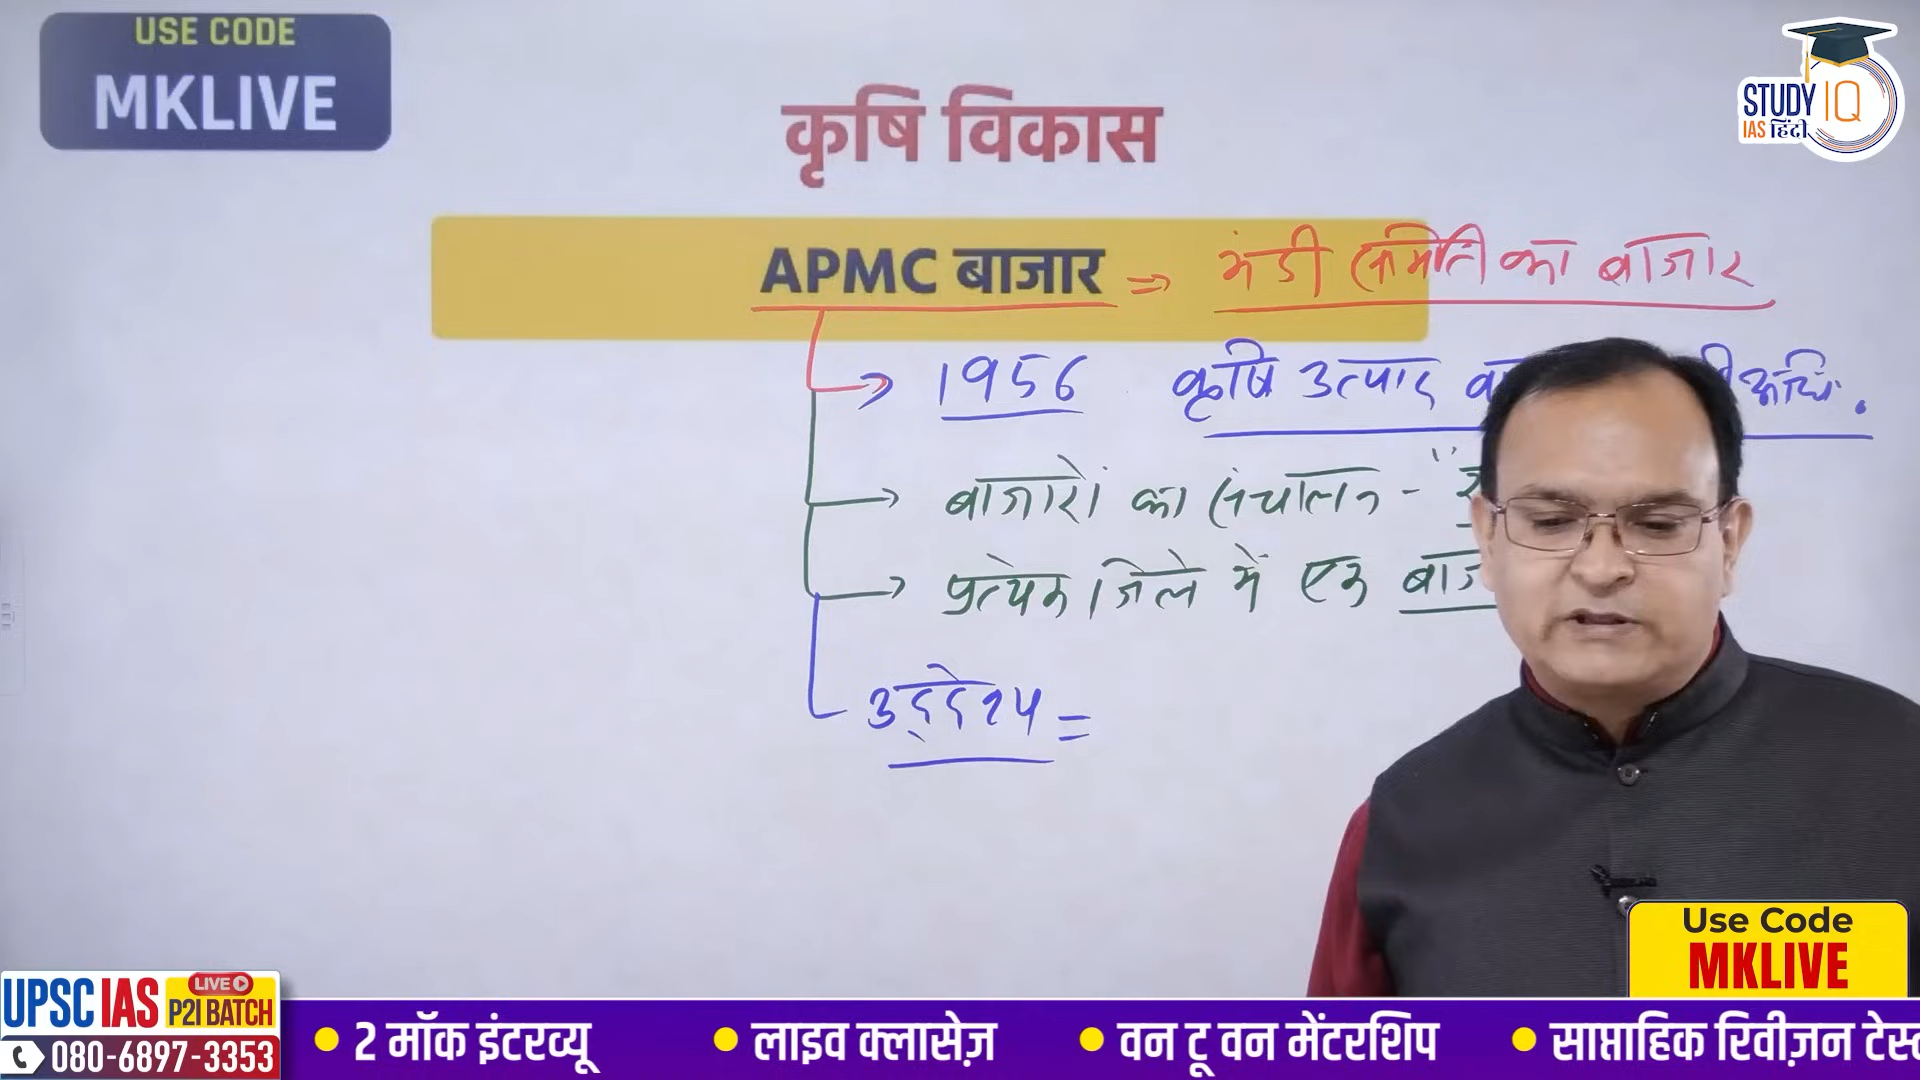 USE CODE
MKLIVE
STUDY IQ
IAS हिंदी
कृषि विकास
APMC बाजार => मंडी समिति का बाजार
1956 कृषि उत्पाद
बाजारों का संचालन -
प्रत्येक जिले में एक
उद्देश्य =
Use Code
MKLIVE
UPSC IAS LIVE P2I BATCH
080-6897-3353
2 मॉक इंटरव्यू
लाइव क्लासेज़
वन टू वन मेंटरशिप
साप्ताहिक रिवीज़न